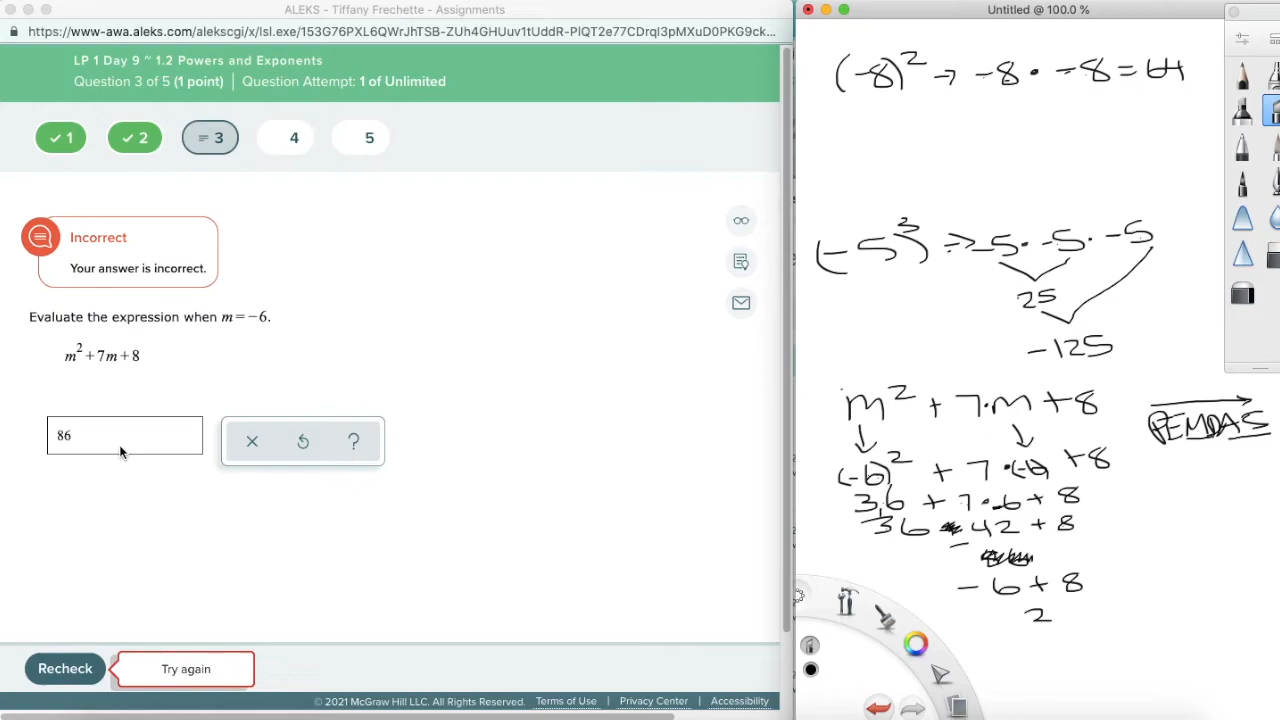 ALEKS - Tiffany Frechette - Assignments
https://www-awa.aleks.com/alekscgi/x/Isl.exe/153G76PXL6QWrJhTSB-ZUh4GHUuv1tUddR-PlQT2e77CDrql3pMXuD0PKG9ck...
LP 1 Day 9 ~ 1.2 Powers and Exponents
Question 3 of 5 (1 point) | Question Attempt: 1 of Unlimited
✓ 1 ✓ 2 = 3 4 5
Incorrect
Your answer is incorrect.
Evaluate the expression when m=−6.
m²+7m+8
86
× ?
Recheck
Try again
© 2021 McGraw Hill LLC. All Rights Reserved. Terms of Use | Privacy Center | Accessibility
Untitled @ 100.0 %
(-8)² → -8 · -8 = 64
(-5³) → -5 · -5 · -5
25
-125
m² + 7·m + 8
PEMDAS
(-6)² + 7 ·(-6) + 8
36 + 7 · -6 + 8
36 - 42 + 8
- 6 + 8
2